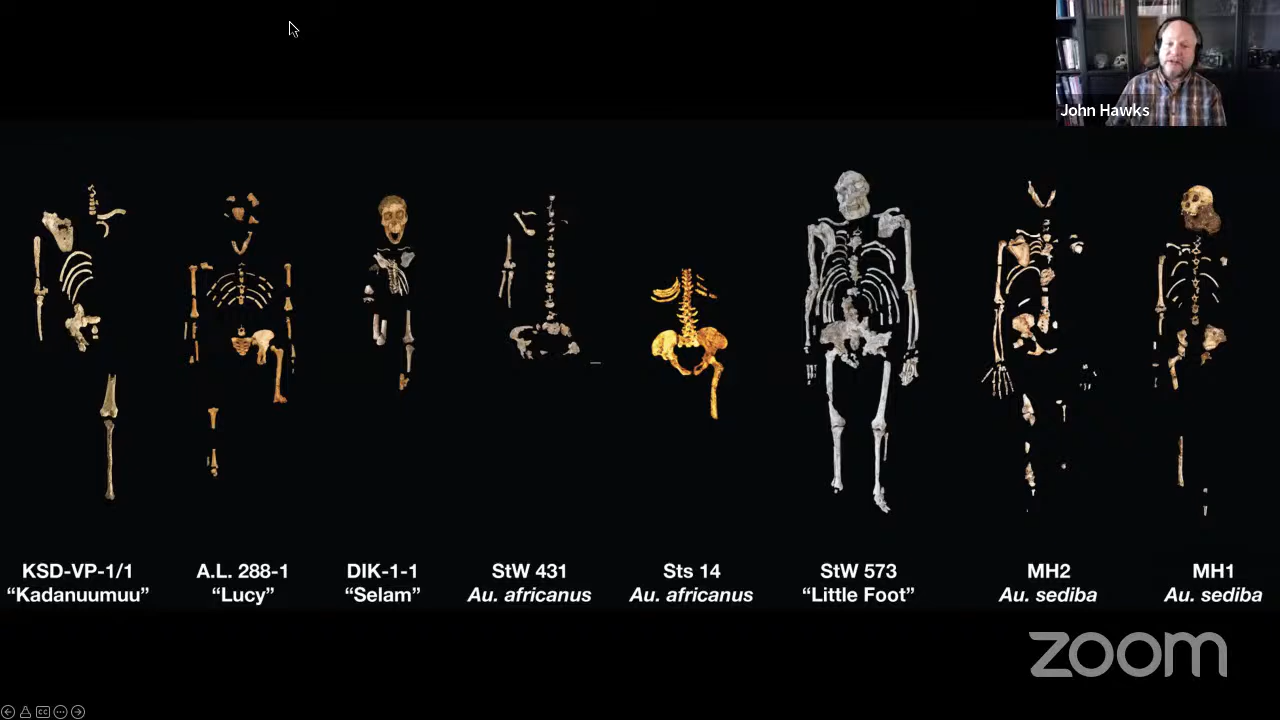 John Hawks
KSD-VP-1/1
“Kadanuumuu”
A.L. 288-1
“Lucy”
DIK-1-1
“Selam”
StW 431
Au. africanus
Sts 14
Au. africanus
StW 573
“Little Foot”
MH2
Au. sediba
MH1
Au. sediba
zoom
CC